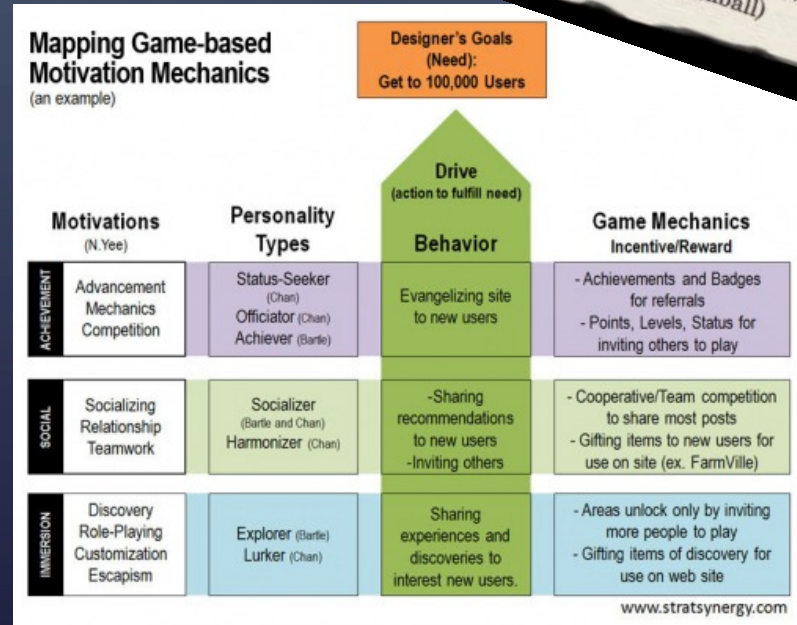 ball)
Mapping Game-based
Motivation Mechanics
(an example)
Designer's Goals
(Need):
Get to 100,000 Users
Drive
(action to fulfill need)
Motivations
(N.Yee)
Personality
Types
Behavior
Game Mechanics
Incentive/Reward
ACHIEVEMENT
Advancement
Mechanics
Competition
Status-Seeker
(Chan)
Officiator (Chan)
Achiever (Bartle)
Evangelizing site
to new users
- Achievements and Badges
for referrals
- Points, Levels, Status for
inviting others to play
SOCIAL
Socializing
Relationship
Teamwork
Socializer
(Bartle and Chan)
Harmonizer (Chan)
-Sharing
recommendations
to new users
-Inviting others
- Cooperative/Team competition
to share most posts
- Gifting items to new users for
use on site (ex. FarmVille)
IMMERSION
Discovery
Role-Playing
Customization
Escapism
Explorer (Bartle)
Lurker (Chan)
Sharing
experiences and
discoveries to
interest new users.
- Areas unlock only by inviting
more people to play
- Gifting items of discovery for
use on web site
www.stratsynergy.com